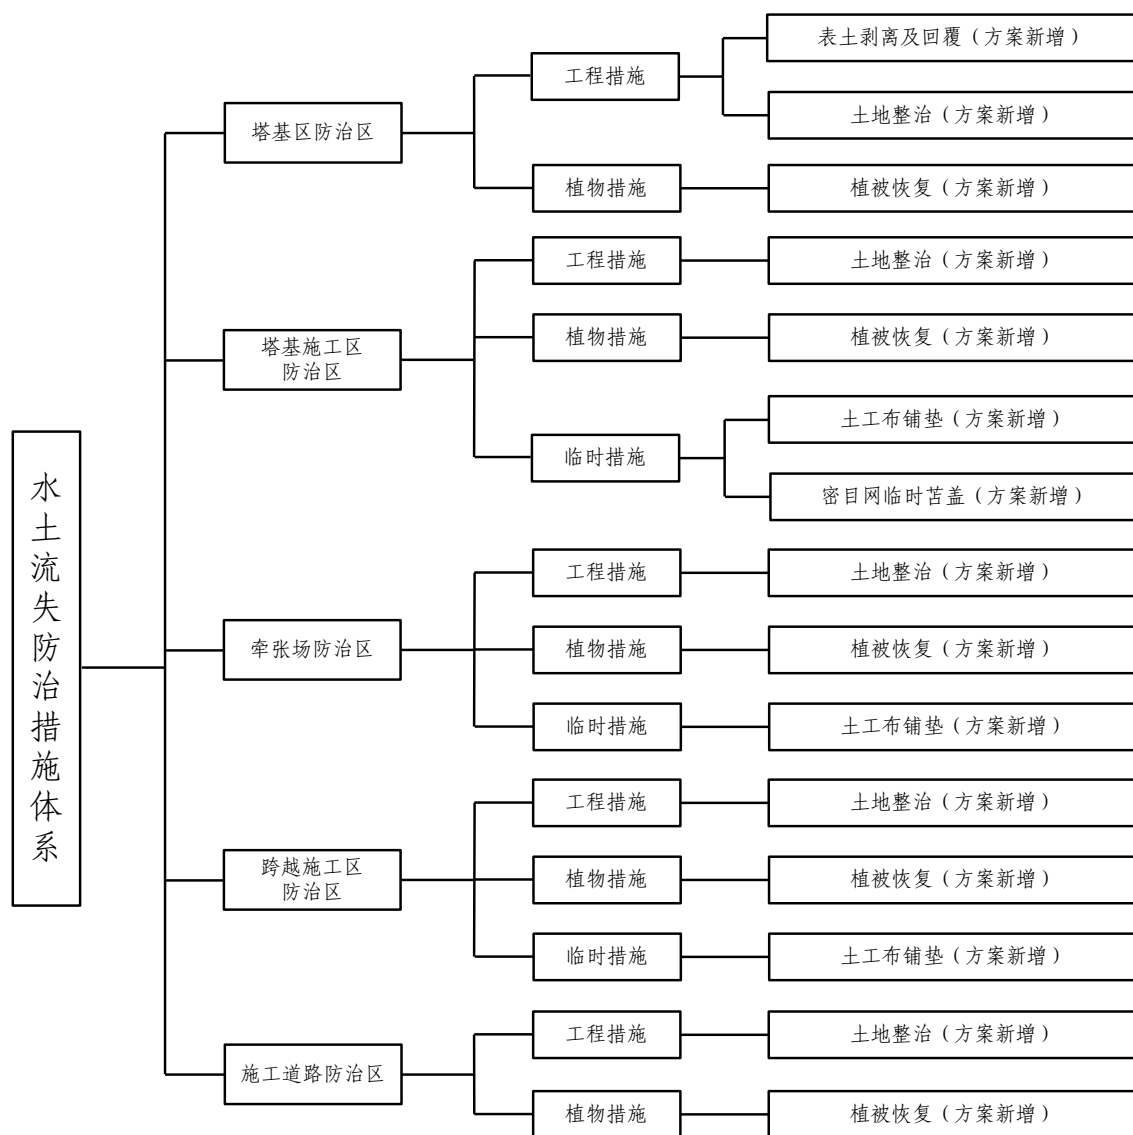 水土流失防治措施体系
塔基区防治区
工程措施
表土剥离及回覆（方案新增）
土地整治（方案新增）
植物措施
植被恢复（方案新增）
塔基施工区
防治区
工程措施
土地整治（方案新增）
植物措施
植被恢复（方案新增）
临时措施
土工布铺垫（方案新增）
密目网临时苫盖（方案新增）
牵张场防治区
工程措施
土地整治（方案新增）
植物措施
植被恢复（方案新增）
临时措施
土工布铺垫（方案新增）
跨越施工区
防治区
工程措施
土地整治（方案新增）
植物措施
植被恢复（方案新增）
临时措施
土工布铺垫（方案新增）
施工道路防治区
工程措施
土地整治（方案新增）
植物措施
植被恢复（方案新增）